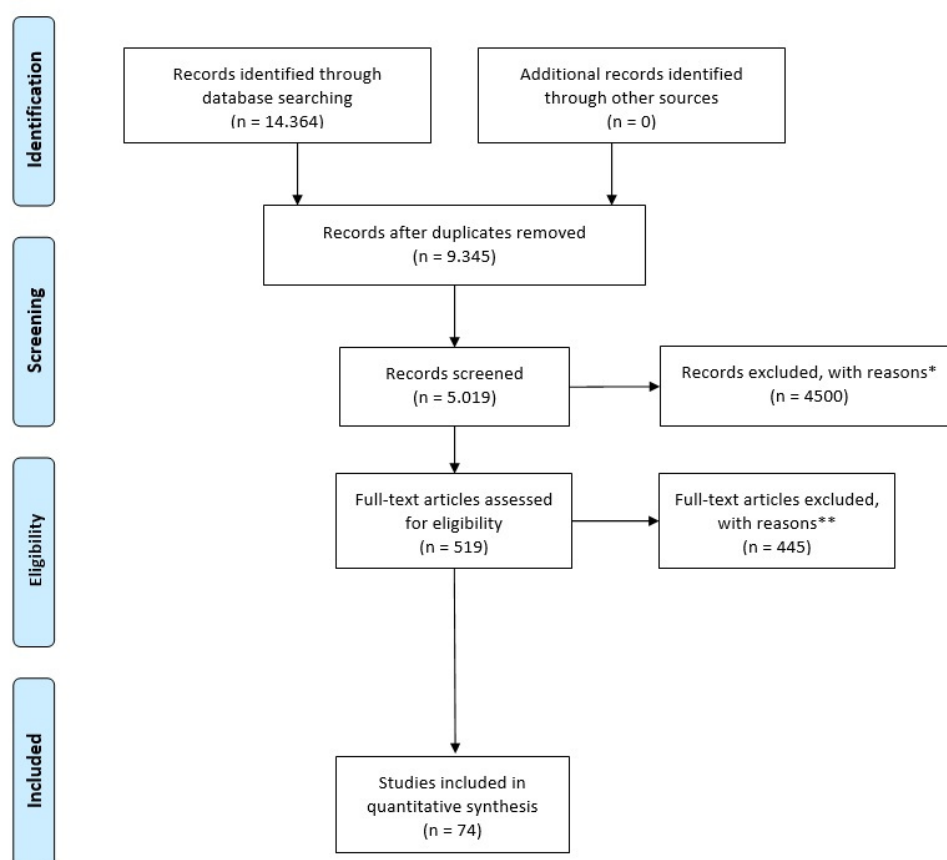 Identification
Records identified through
database searching
(n = 14.364)
Additional records identified
through other sources
(n = 0)
Records after duplicates removed
(n = 9.345)
Screening
Records screened
(n = 5.019)
Records excluded, with reasons*
(n = 4500)
Eligibility
Full-text articles assessed
for eligibility
(n = 519)
Full-text articles excluded,
with reasons**
(n = 445)
Included
Studies included in
quantitative synthesis
(n = 74)